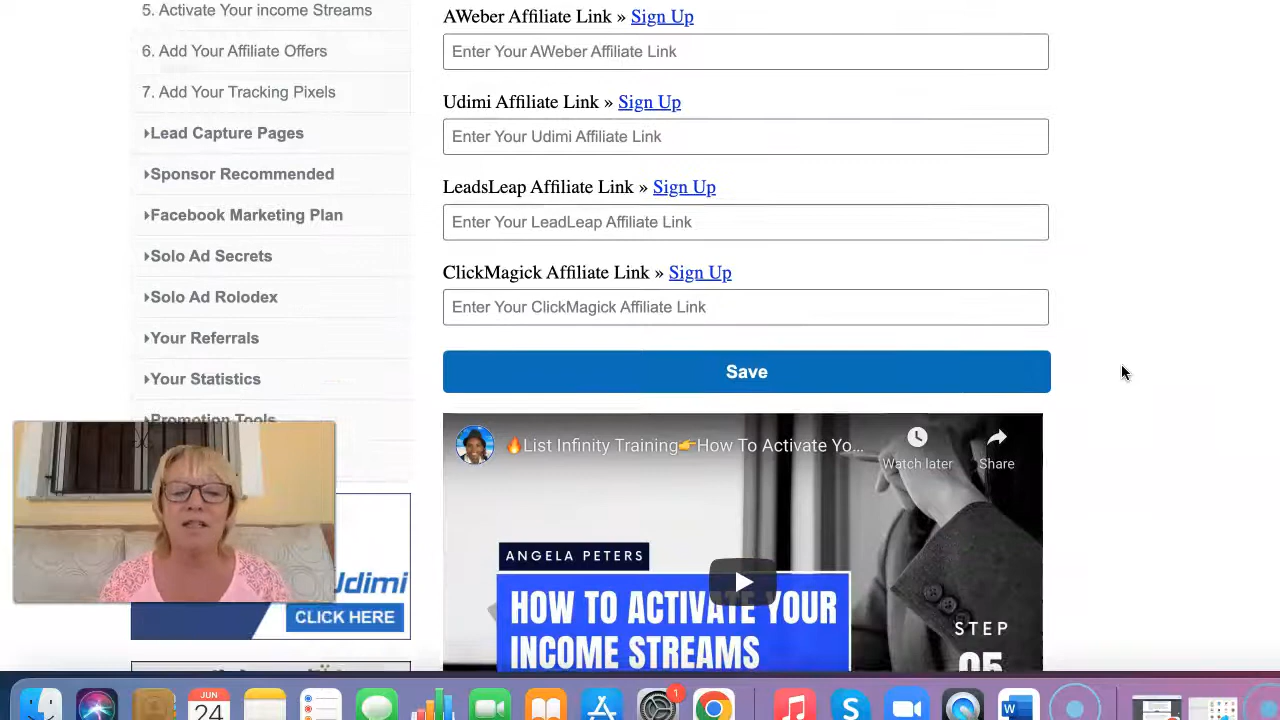 5. Activate Your income Streams
6. Add Your Affiliate Offers
7. Add Your Tracking Pixels
Lead Capture Pages
Sponsor Recommended
Facebook Marketing Plan
Solo Ad Secrets
Solo Ad Rolodex
Your Referrals
Your Statistics
Promotion Tools
Udimi
CLICK HERE
AWeber Affiliate Link » Sign Up
Enter Your AWeber Affiliate Link
Udimi Affiliate Link » Sign Up
Enter Your Udimi Affiliate Link
LeadsLeap Affiliate Link » Sign Up
Enter Your LeadLeap Affiliate Link
ClickMagick Affiliate Link » Sign Up
Enter Your ClickMagick Affiliate Link
Save
🔥List Infinity Training👉How To Activate Yo...
Watch later
Share
ANGELA PETERS
HOW TO ACTIVATE YOUR
INCOME STREAMS
STEP
05
JUN
24
1